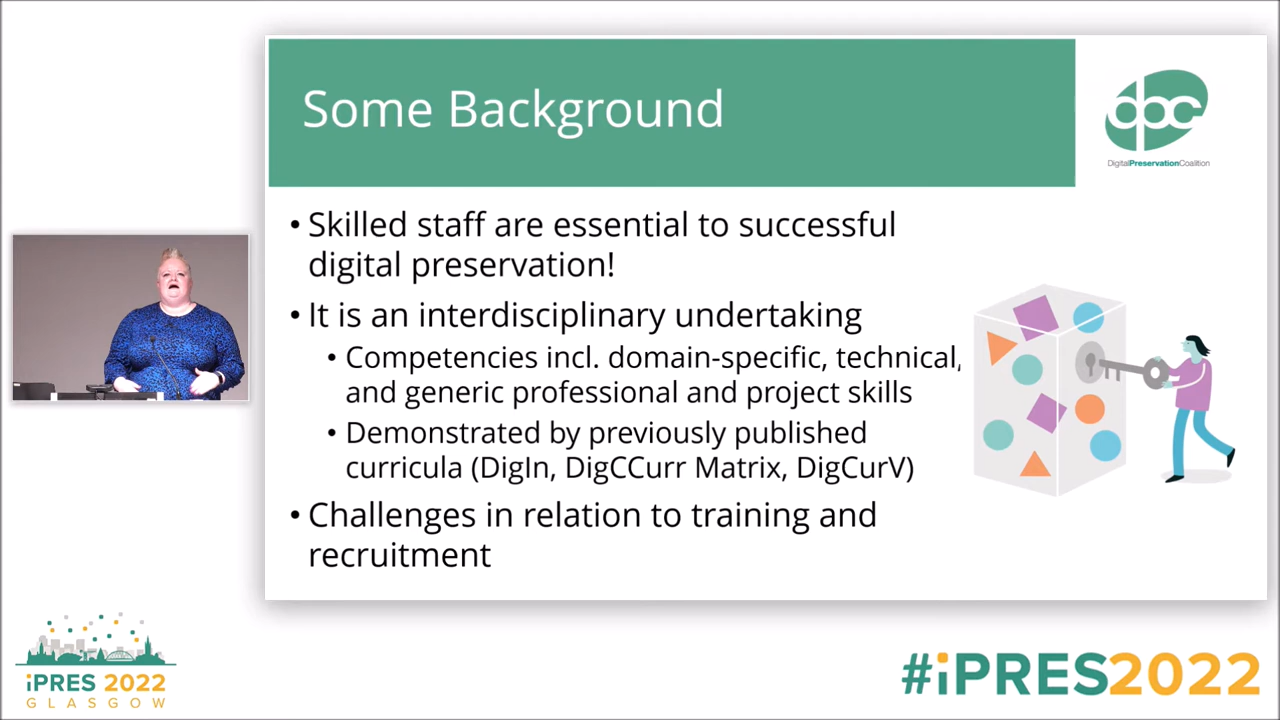 Some Background
dpc
DigitalPreservationCoalition
• Skilled staff are essential to successful
digital preservation!
• It is an interdisciplinary undertaking
• Competencies incl. domain-specific, technical,
and generic professional and project skills
• Demonstrated by previously published
curricula (DigIn, DigCCurr Matrix, DigCurV)
• Challenges in relation to training and
recruitment
iPRES 2022
GLASGOW
#iPRES2022